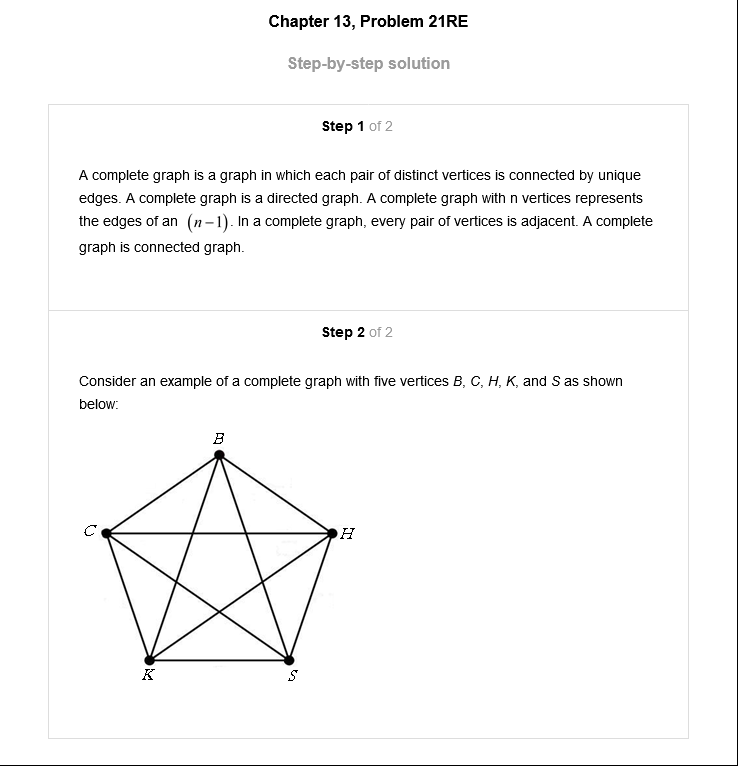 Chapter 13, Problem 21RE
Step-by-step solution
Step 1 of 2
A complete graph is a graph in which each pair of distinct vertices is connected by unique
edges. A complete graph is a directed graph. A complete graph with n vertices represents
the edges of an (n−1). In a complete graph, every pair of vertices is adjacent. A complete
graph is connected graph.
Step 2 of 2
Consider an example of a complete graph with five vertices B, C, H, K, and S as shown
below:
B
C
H
K
S